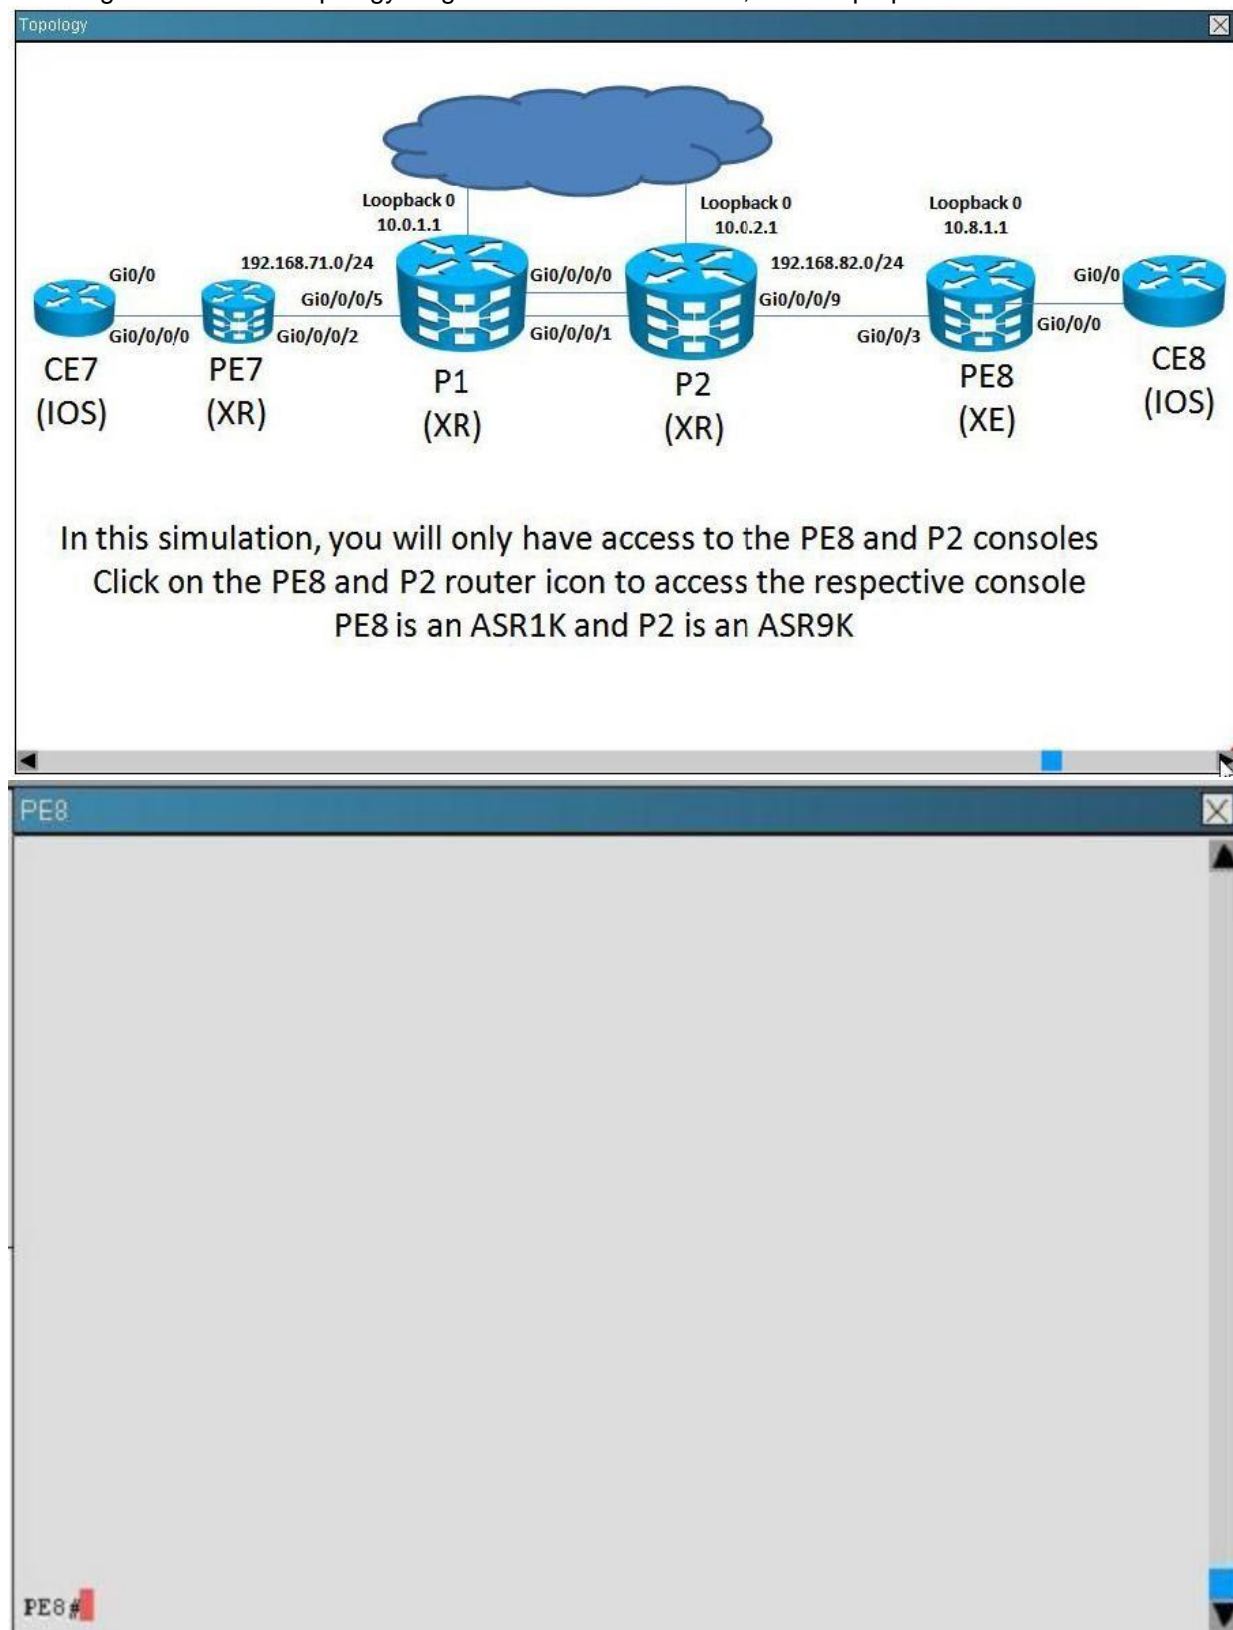 Topology
Loopback 0
10.0.1.1
Loopback 0
10.0.2.1
Loopback 0
10.8.1.1
Gi0/0
192.168.71.0/24
Gi0/0/0/0
192.168.82.0/24
Gi0/0
Gi0/0/0/5
Gi0/0/0/9
Gi0/0/0/0
Gi0/0/0/2
Gi0/0/0/1
Gi0/0/3
Gi0/0/0
CE7
(IOS)
PE7
(XR)
P1
(XR)
P2
(XR)
PE8
(XE)
CE8
(IOS)
In this simulation, you will only have access to the PE8 and P2 consoles
Click on the PE8 and P2 router icon to access the respective console
PE8 is an ASR1K and P2 is an ASR9K
PE8
PE8#